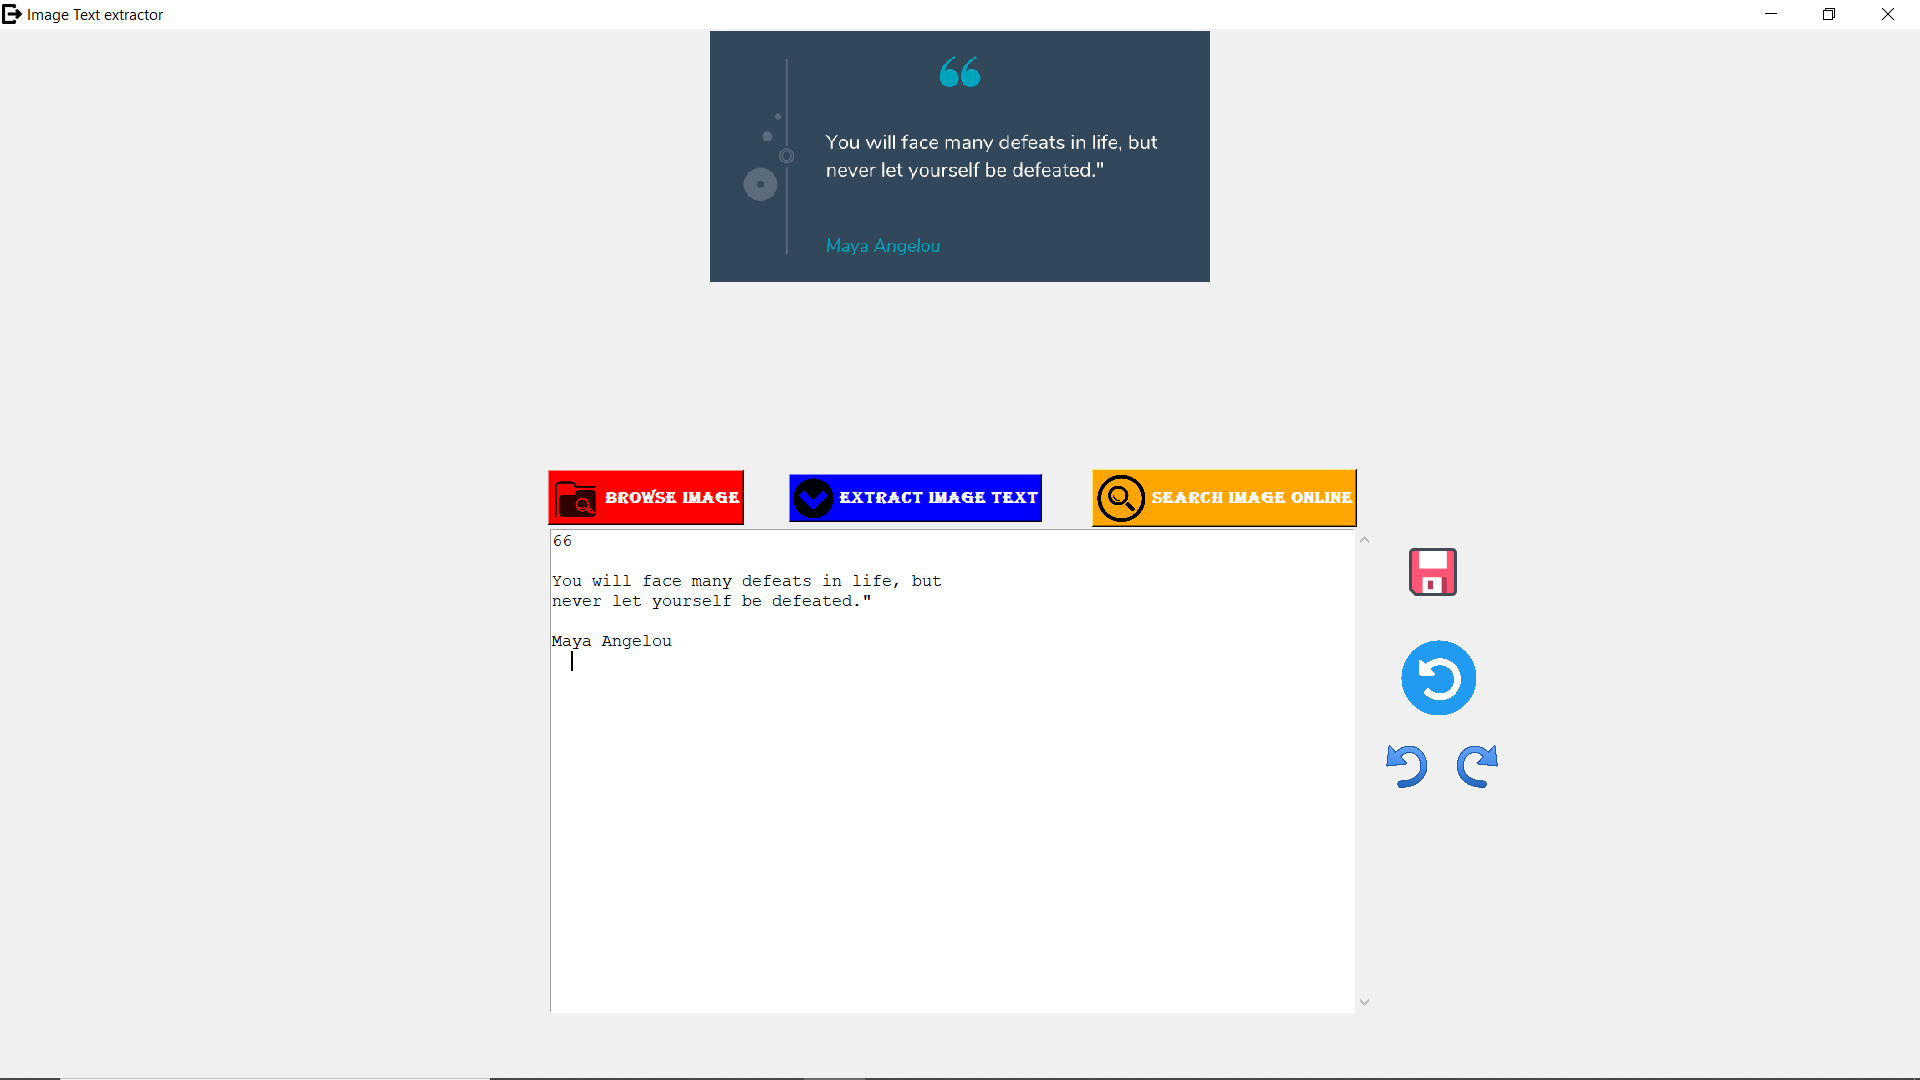 Image Text extractor
“
You will face many defeats in life, but
never let yourself be defeated."
Maya Angelou
BROWSE IMAGE
EXTRACT IMAGE TEXT
SEARCH IMAGE ONLINE
66
You will face many defeats in life, but
never let yourself be defeated."
Maya Angelou